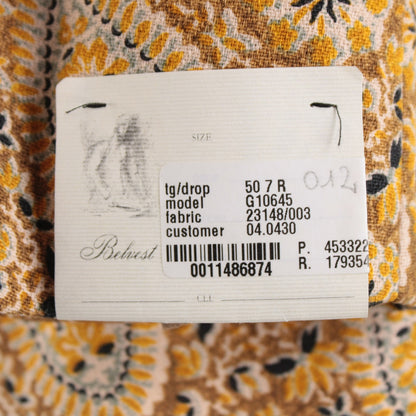 SIZE
tg/drop 50 7 R
012
model G10645
fabric 23148/003
customer 04.0430
Belvest
P. 453322
0011486874
R. 179354